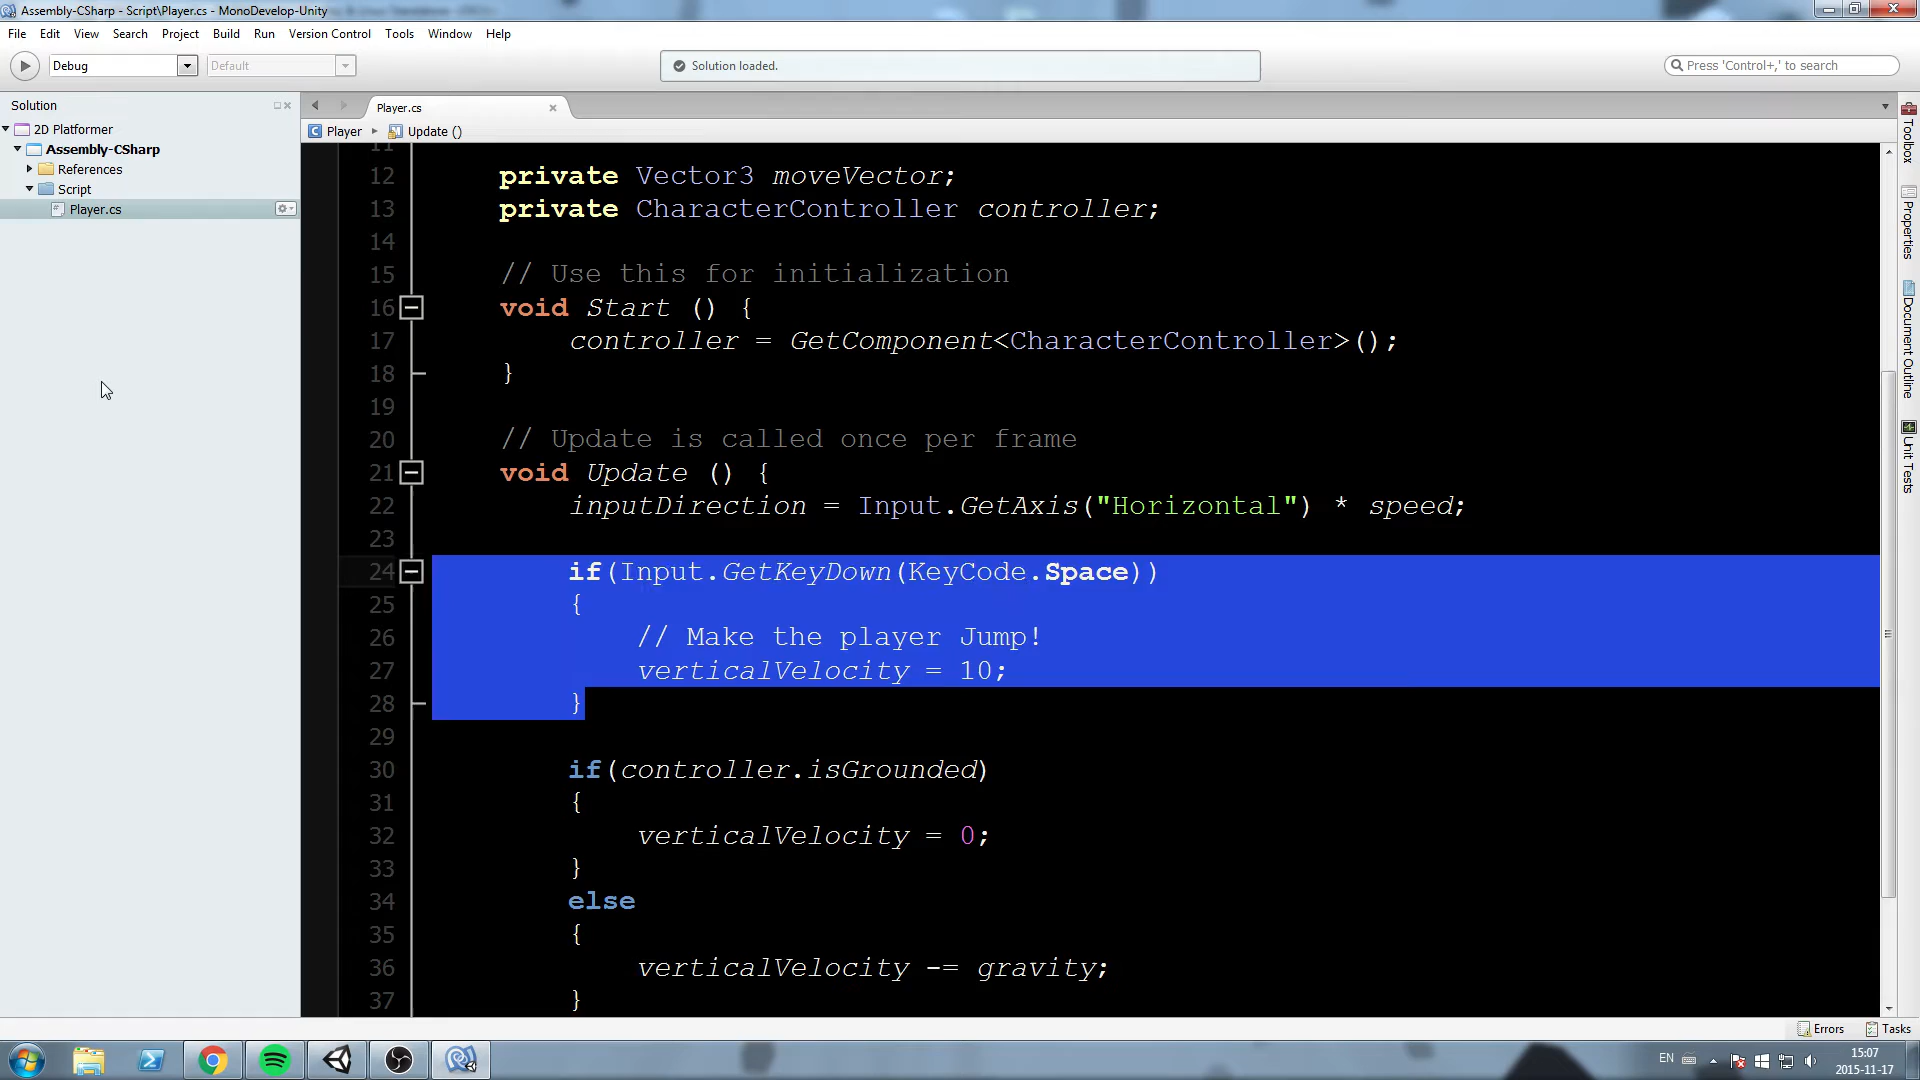 Assembly-CSharp - Script\Player.cs - MonoDevelop-Unity
File Edit View Search Project Build Run Version Control Tools Window Help
Debug
Default
Solution loaded.
Press 'Control+,' to search
Solution
Player.cs
2D Platformer
Player
Update ()
Assembly-CSharp
References
Script
Player.cs
Toolbox
Properties
Document Outline
Unit Tests
11
12 private Vector3 moveVector;
13 private CharacterController controller;
14
15 // Use this for initialization
16 void Start () {
17 controller = GetComponent<CharacterController>();
18 }
19
20 // Update is called once per frame
21 void Update () {
22 inputDirection = Input.GetAxis("Horizontal") * speed;
23
24 if(Input.GetKeyDown(KeyCode.Space))
25 {
26 // Make the player Jump!
27 verticalVelocity = 10;
28 }
29
30 if(controller.isGrounded)
31 {
32 verticalVelocity = 0;
33 }
34 else
35 {
36 verticalVelocity -= gravity;
37 }
Errors
Tasks
EN
15:07
2015-11-17